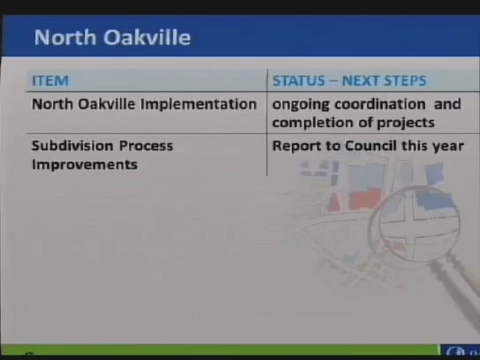 North Oakville
ITEM
STATUS – NEXT STEPS
North Oakville Implementation
ongoing coordination and
completion of projects
Subdivision Process
Improvements
Report to Council this year